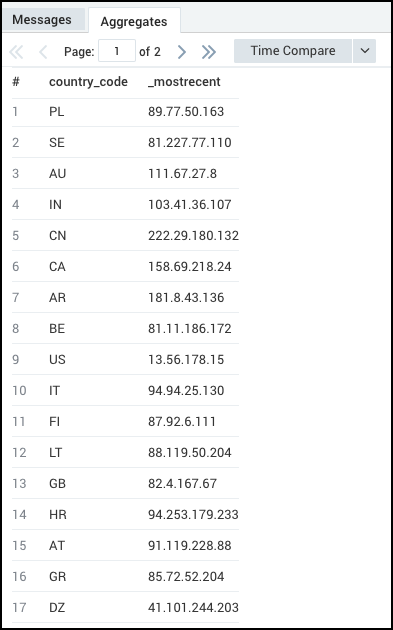 Messages Aggregates
Page: 1 of 2 Time Compare
# country_code _mostrecent
1 PL 89.77.50.163
2 SE 81.227.77.110
3 AU 111.67.27.8
4 IN 103.41.36.107
5 CN 222.29.180.132
6 CA 158.69.218.24
7 AR 181.8.43.136
8 BE 81.11.186.172
9 US 13.56.178.15
10 IT 94.94.25.130
11 FI 87.92.6.111
12 LT 88.119.50.204
13 GB 82.4.167.67
14 HR 94.253.179.233
15 AT 91.119.228.88
16 GR 85.72.52.204
17 DZ 41.101.244.203